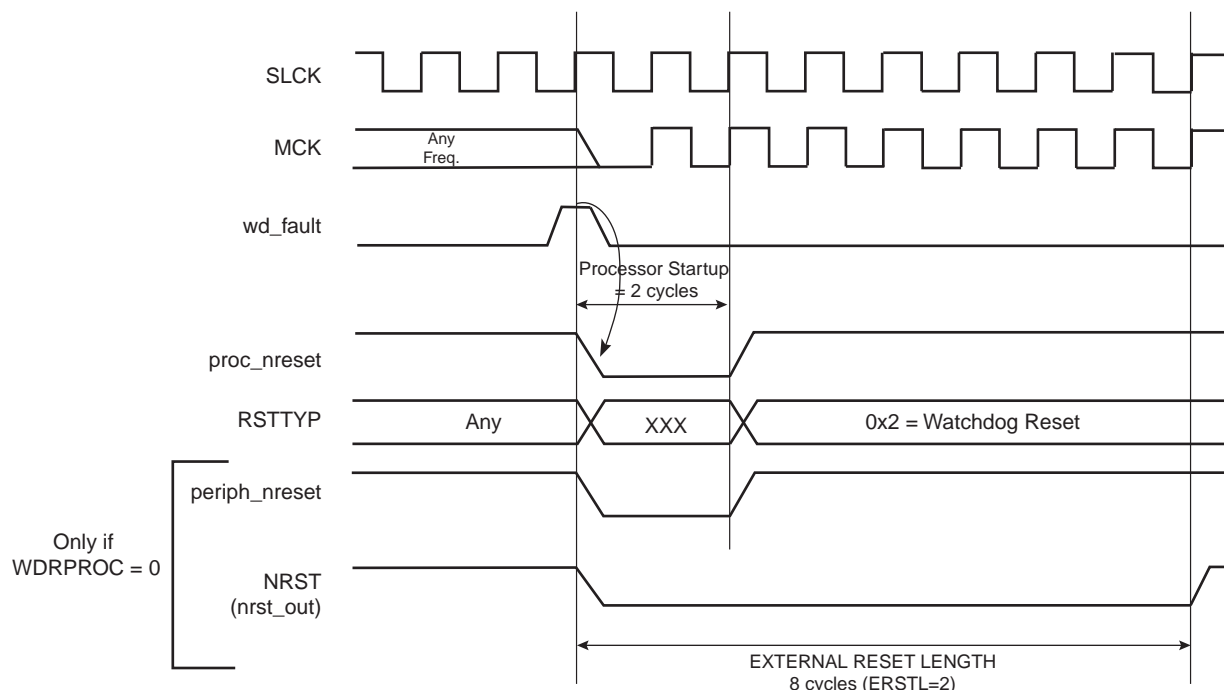 SLCK
MCK
Any
Freq.
wd_fault
Processor Startup
= 2 cycles
proc_nreset
RSTTYP
Any
XXX
0x2 = Watchdog Reset
periph_nreset
Only if
WDRPROC = 0
NRST
(nrst_out)
EXTERNAL RESET LENGTH
8 cycles (ERSTL=2)